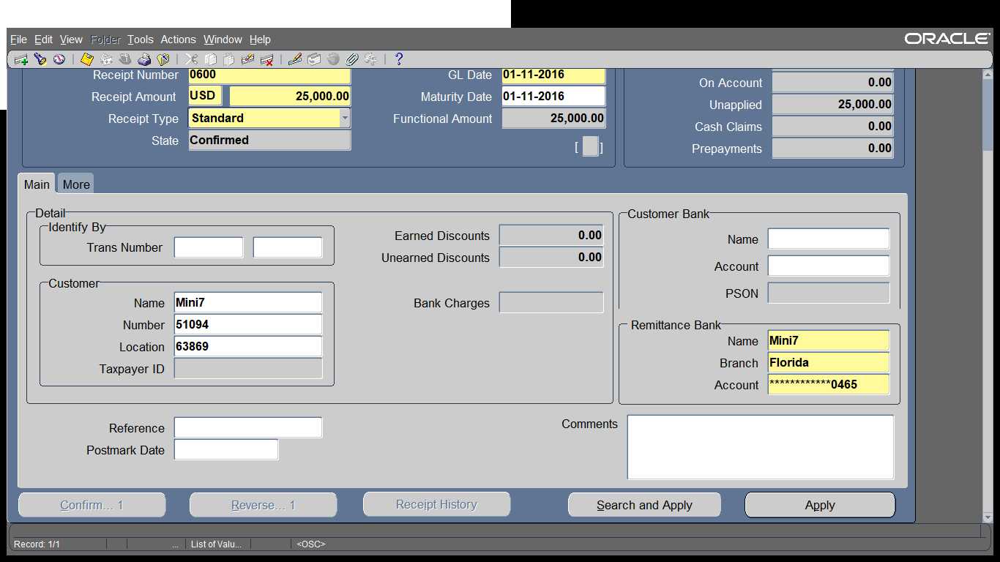 File Edit View Folder Tools Actions Window Help
ORACLE
Receipt Number 0600
GL Date 01-11-2016
On Account 0.00
Receipt Amount USD 25,000.00
Maturity Date 01-11-2016
Unapplied 25,000.00
Receipt Type Standard
Functional Amount 25,000.00
Cash Claims 0.00
State Confirmed
[ ]
Prepayments 0.00
Main More
Detail
Identify By
Trans Number
Earned Discounts 0.00
Unearned Discounts 0.00
Customer
Name Mini7
Number 51094
Location 63869
Taxpayer ID
Bank Charges
Customer Bank
Name
Account
PSON
Remittance Bank
Name Mini7
Branch Florida
Account ************0465
Reference
Postmark Date
Comments
Confirm... 1 Reverse... 1 Receipt History Search and Apply Apply
Record: 1/1 ... List of Valu... <OSC>